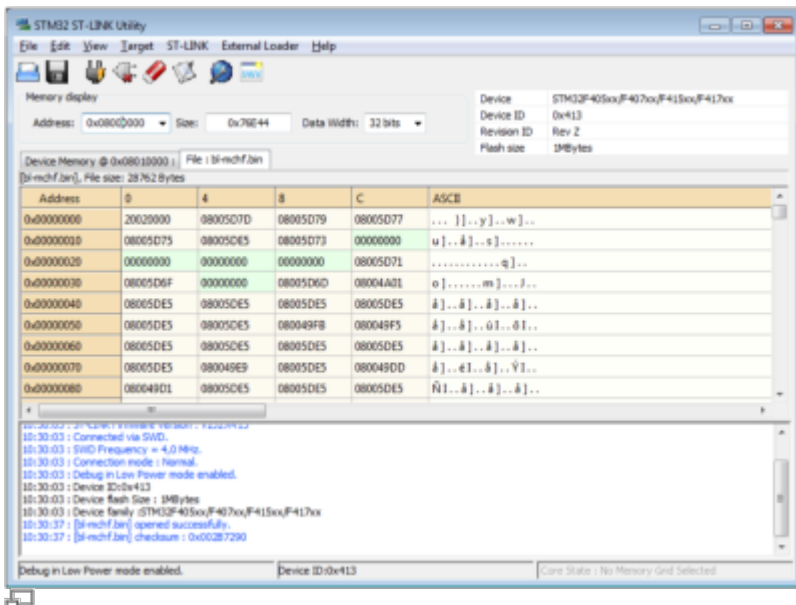 STM32 ST-LINK Utility
File Edit View Target ST-LINK External Loader Help
Memory display
Address: 0x08000000 Size: 0x76E44 Data Width: 32 bits
Device STM32F405xx/F407xx/F415xx/F417xx
Device ID 0x413
Revision ID Rev Z
Flash size 1MBytes
Device Memory @ 0x08010000 : File : bl-mchf.bin
[bl-mchf.bin], File size: 28762 Bytes
Address 0 4 8 C ASCII
0x00000000 20020000 08005D7D 08005D79 08005D77 ... }]..y]..w]..
0x00000010 08005D75 08005DE5 08005D73 00000000 u]..å]..s]......
0x00000020 00000000 00000000 00000000 08005D71 ............q]..
0x00000030 08005D6F 00000000 08005D6D 08004A01 o]......m]...J..
0x00000040 08005DE5 08005DE5 08005DE5 08005DE5 å]..å]..å]..å]..
0x00000050 08005DE5 08005DE5 080049FB 080049F5 å]..å]..ûI..õI..
0x00000060 08005DE5 08005DE5 08005DE5 08005DE5 å]..å]..å]..å]..
0x00000070 08005DE5 080049E9 08005DE5 080049DD å]..éI..å]..ÝI..
0x00000080 080049D1 08005DE5 08005DE5 08005DE5 ÑI..å]..å]..å]..
10:30:03 : Connected via SWD.
10:30:03 : SWD Frequency = 4,0 MHz.
10:30:03 : Connection mode : Normal.
10:30:03 : Debug in Low Power mode enabled.
10:30:03 : Device ID:0x413
10:30:03 : Device flash Size : 1MBytes
10:30:03 : Device family :STM32F405xx/F407xx/F415xx/F417xx
10:30:37 : [bl-mchf.bin] opened successfully.
10:30:37 : [bl-mchf.bin] checksum : 0x002B7290
Debug in Low Power mode enabled. Device ID:0x413 Core State : No Memory Grid Selected